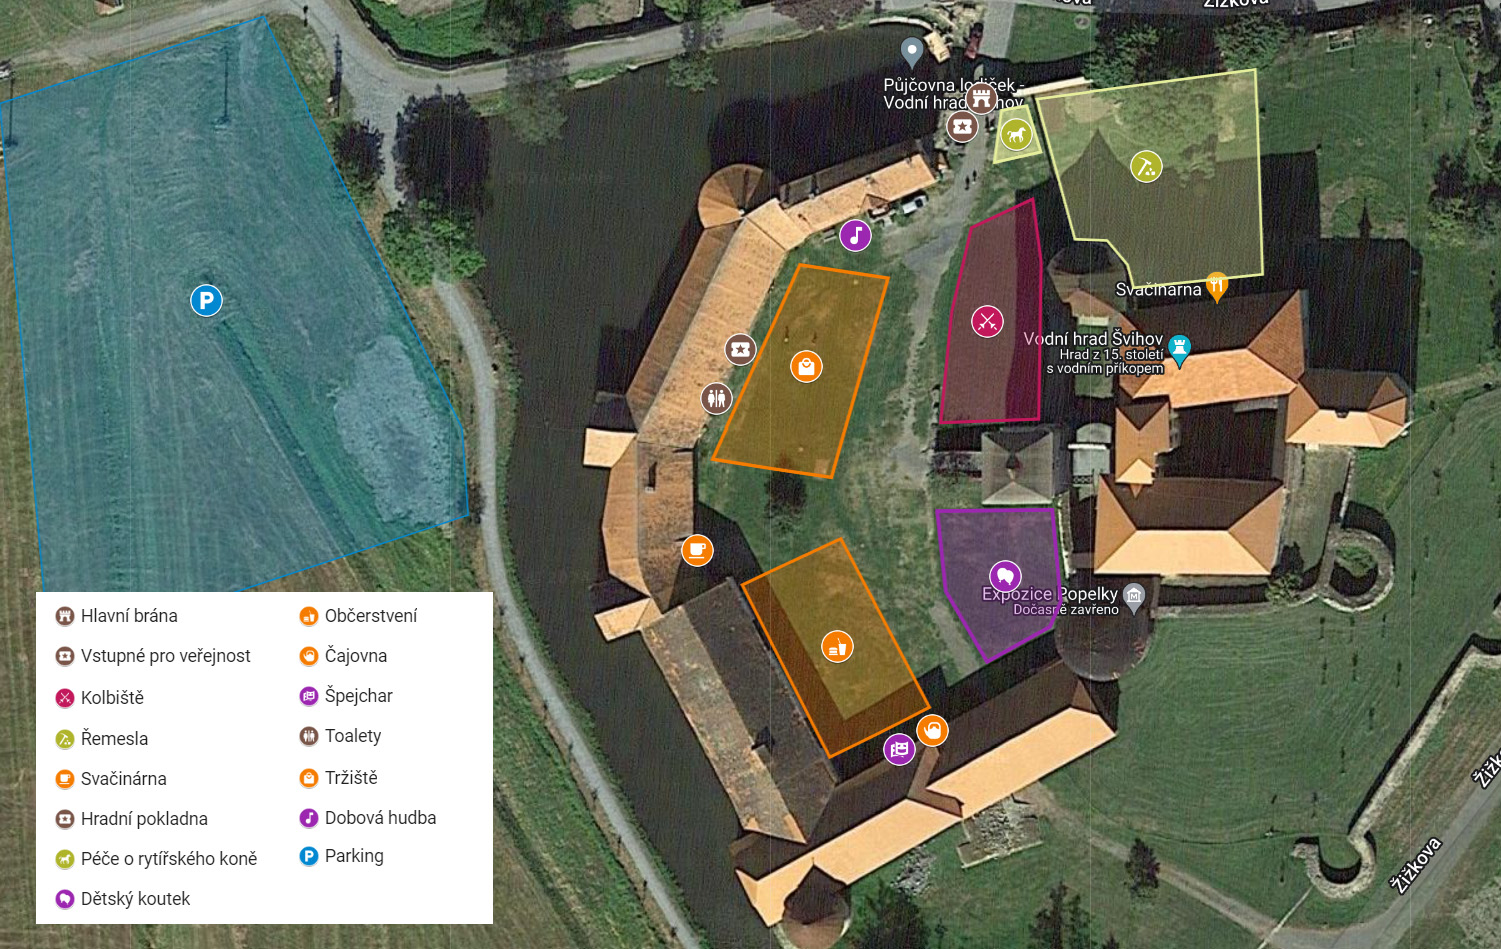 Žižkova
Půjčovna lodiček -
Vodní hrad Švihov
Svačinárna
Vodní hrad Švihov
Hrad z 15. století
s vodním příkopem
P
Expozice Popelky
Dočasně zavřeno
Žižkova
Hlavní brána
Vstupné pro veřejnost
Kolbiště
Řemesla
Svačinárna
Hradní pokladna
Péče o rytířského koně
Dětský koutek
Občerstvení
Čajovna
Špejchar
Toalety
Tržiště
Dobová hudba
P Parking